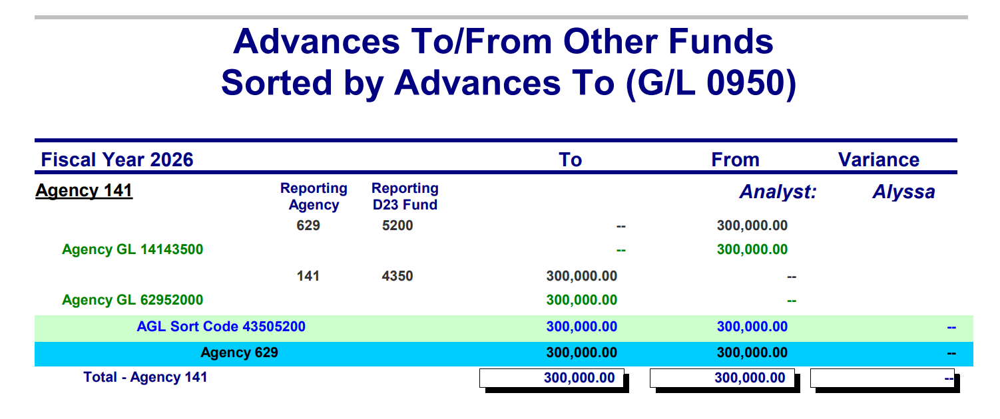 Advances To/From Other Funds
Sorted by Advances To (G/L 0950)
Fiscal Year 2026 To From Variance
Agency 141 Reporting Agency Reporting D23 Fund Analyst: Alyssa
629 5200 -- 300,000.00
Agency GL 14143500 -- 300,000.00
141 4350 300,000.00 --
Agency GL 62952000 300,000.00 --
AGL Sort Code 43505200 300,000.00 300,000.00 --
Agency 629 300,000.00 300,000.00 --
Total - Agency 141 300,000.00 300,000.00 --